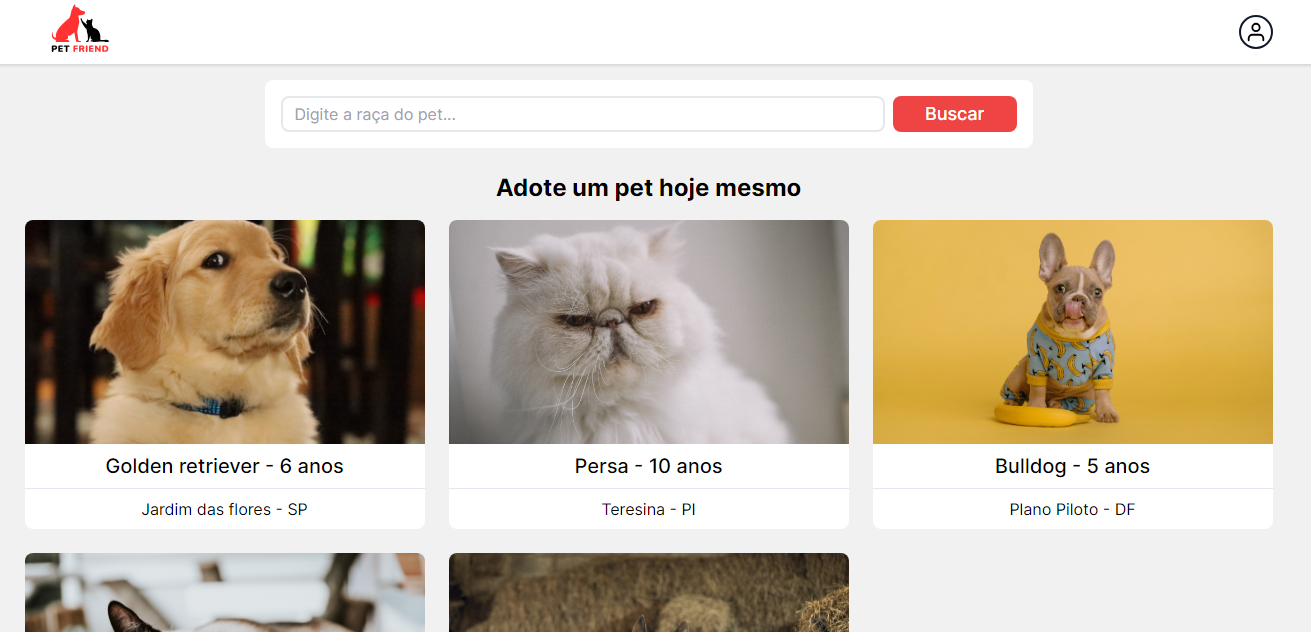 PET FRIEND
Digite a raça do pet...
Buscar
Adote um pet hoje mesmo
Golden retriever - 6 anos
Persa - 10 anos
Bulldog - 5 anos
Jardim das flores - SP
Teresina - PI
Plano Piloto - DF